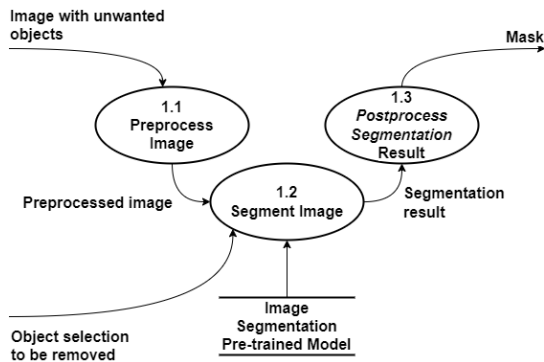 Image with unwanted
objects
Mask
1.1
Preprocess
Image
1.3
Postprocess
Segmentation
Result
Preprocessed image
1.2
Segment Image
Segmentation
result
Object selection
to be removed
Image
Segmentation
Pre-trained Model